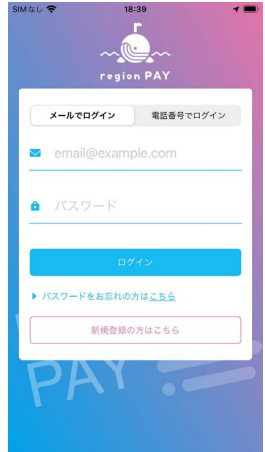 SIMなし 18:39
region PAY
メールでログイン 電話番号でログイン
email@example.com
パスワード
ログイン
パスワードをお忘れの方はこちら
新規登録の方はこちら
PAY